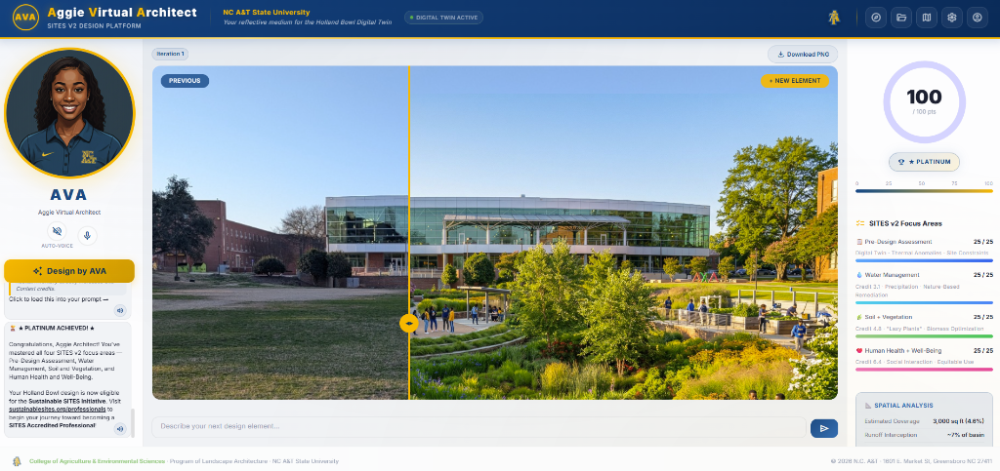 AVA
Aggie Virtual Architect
SITES V2 DESIGN PLATFORM
NC A&T State University
Your reflective medium for the Holland Bowl Digital Twin
DIGITAL TWIN ACTIVE
AVA
Aggie Virtual Architect
AUTO-VOICE
Design by AVA
Context credits
Click to load this into your prompt —
★ PLATINUM ACHIEVED! ★
Congratulations, Aggie Architect! You've
mastered all four SITES v2 focus areas —
Pre-Design Assessment, Water
Management, Soil and Vegetation, and
Human Health and Well-Being.
Your Holland Bowl design is now eligible
for the Sustainable SITES Initiative. Visit
sustainablesites.org/professionals to
begin your journey toward becoming a
SITES Accredited Professional!
Iteration 1
Download PNG
PREVIOUS
+ NEW ELEMENT
Describe your next design element...
100
/ 100 pts
★ PLATINUM
0 25 50 75 100
SITES v2 Focus Areas
Pre-Design Assessment 25 / 25
Digital Twin · Thermal Anomalies · Site Constraints
Water Management 25 / 25
Credit 3.1 · Precipitation · Nature-Based
Remediation
Soil + Vegetation 25 / 25
Credit 4.8 · "Lazy Plants" · Biomass Optimization
Human Health + Well-Being 25 / 25
Credit 6.4 · Social Interaction · Equitable Use
SPATIAL ANALYSIS
Estimated Coverage 3,000 sq ft (4.6%)
Runoff Interception ~7% of basin
College of Agriculture & Environmental Sciences · Program of Landscape Architecture · NC A&T State University
© 2026 N.C. A&T · 1601 E. Market St, Greensboro NC 27411